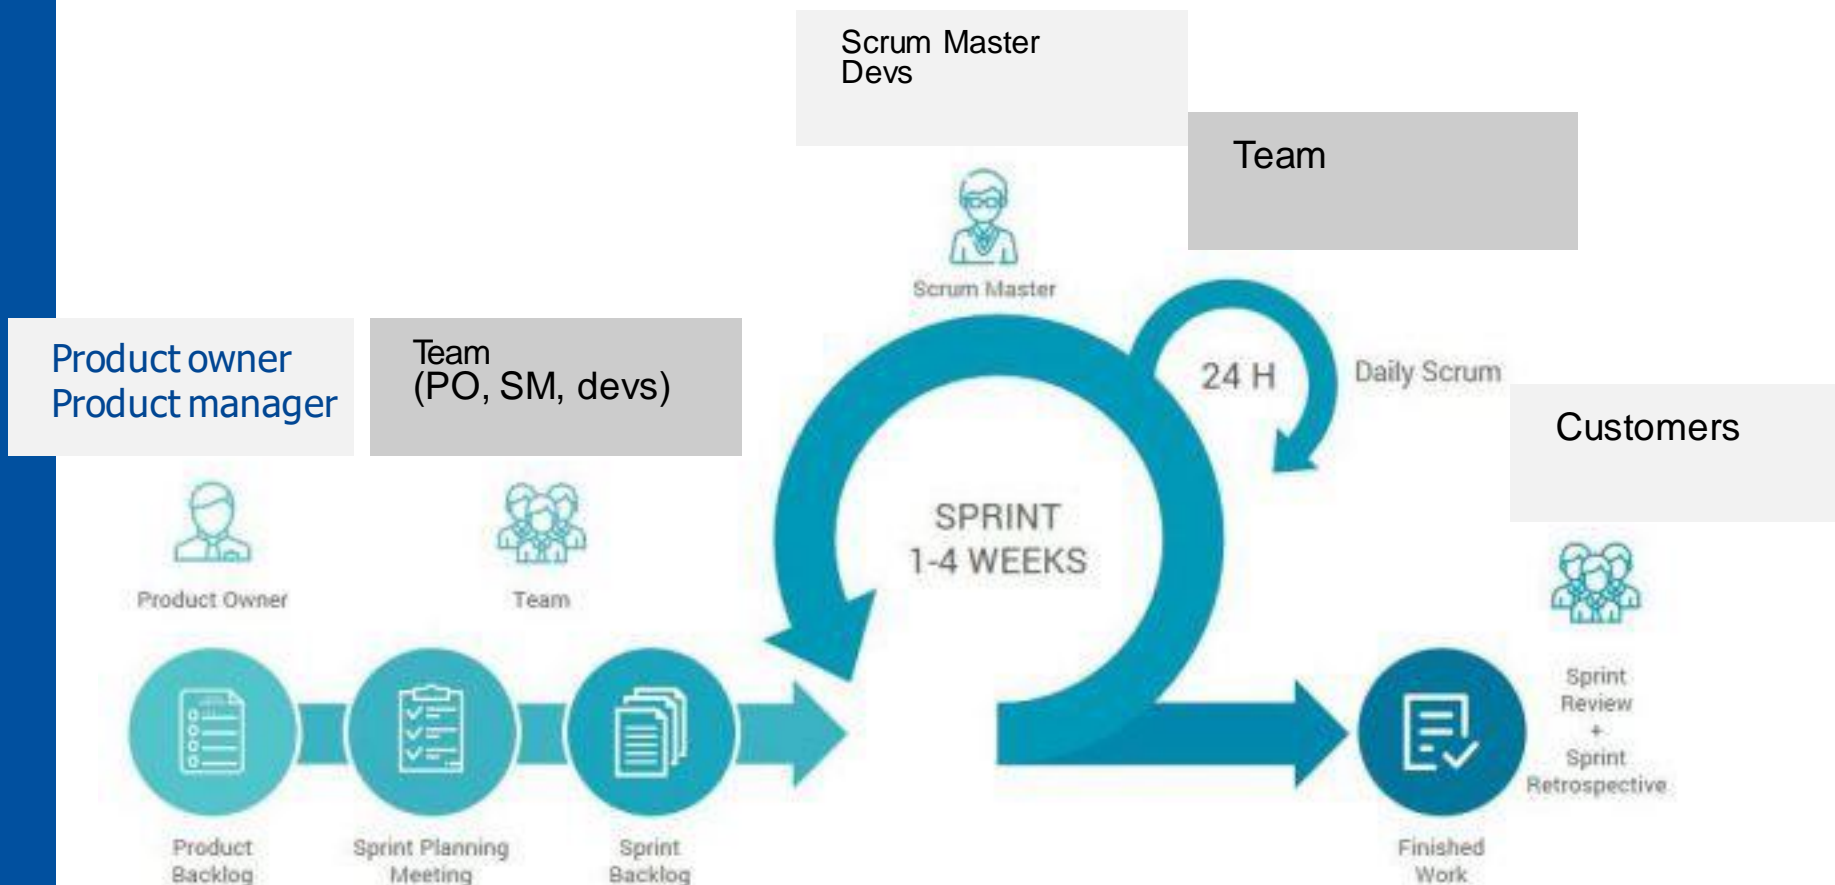 Scrum Master
Devs
Team
Scrum Master
Product owner
Product manager
Team
(PO, SM, devs)
24 H
Daily Scrum
Customers
SPRINT
1-4 WEEKS
Product Owner
Team
Sprint
Review
+
Sprint
Retrospective
Product
Backlog
Sprint Planning
Meeting
Sprint
Backlog
Finished
Work